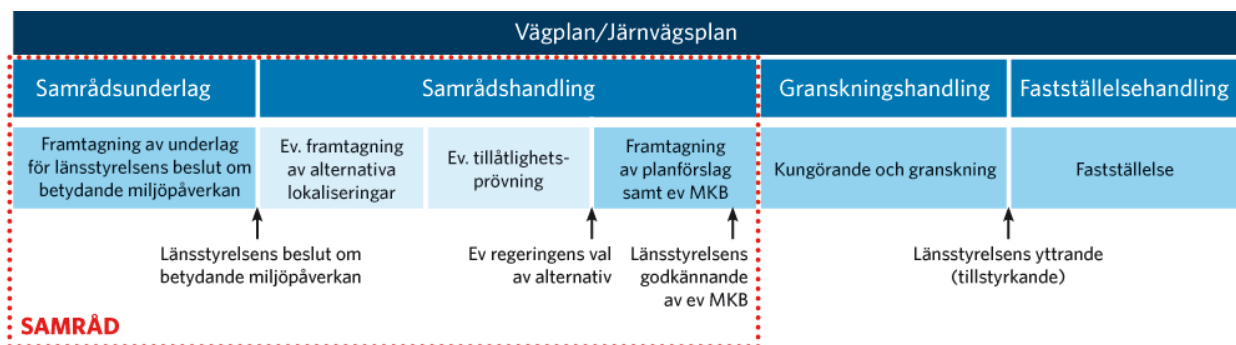 Vägplan/Järnvägsplan
Samrådsunderlag
Samrådshandling
Granskningshandling
Fastställelsehandling
Framtagning av underlag
för länsstyrelsens beslut om
betydande miljöpåverkan
Ev. framtagning
av alternativa
lokaliseringar
Ev. tillåtlighets-
prövning
Framtagning
av planförslag
samt ev MKB
Kungörande och granskning
Fastställelse
Länsstyrelsens beslut om
betydande miljöpåverkan
Ev regeringens val
av alternativ
Länsstyrelsens
godkännande
av ev MKB
Länsstyrelsens yttrande
(tillstyrkande)
SAMRÅD